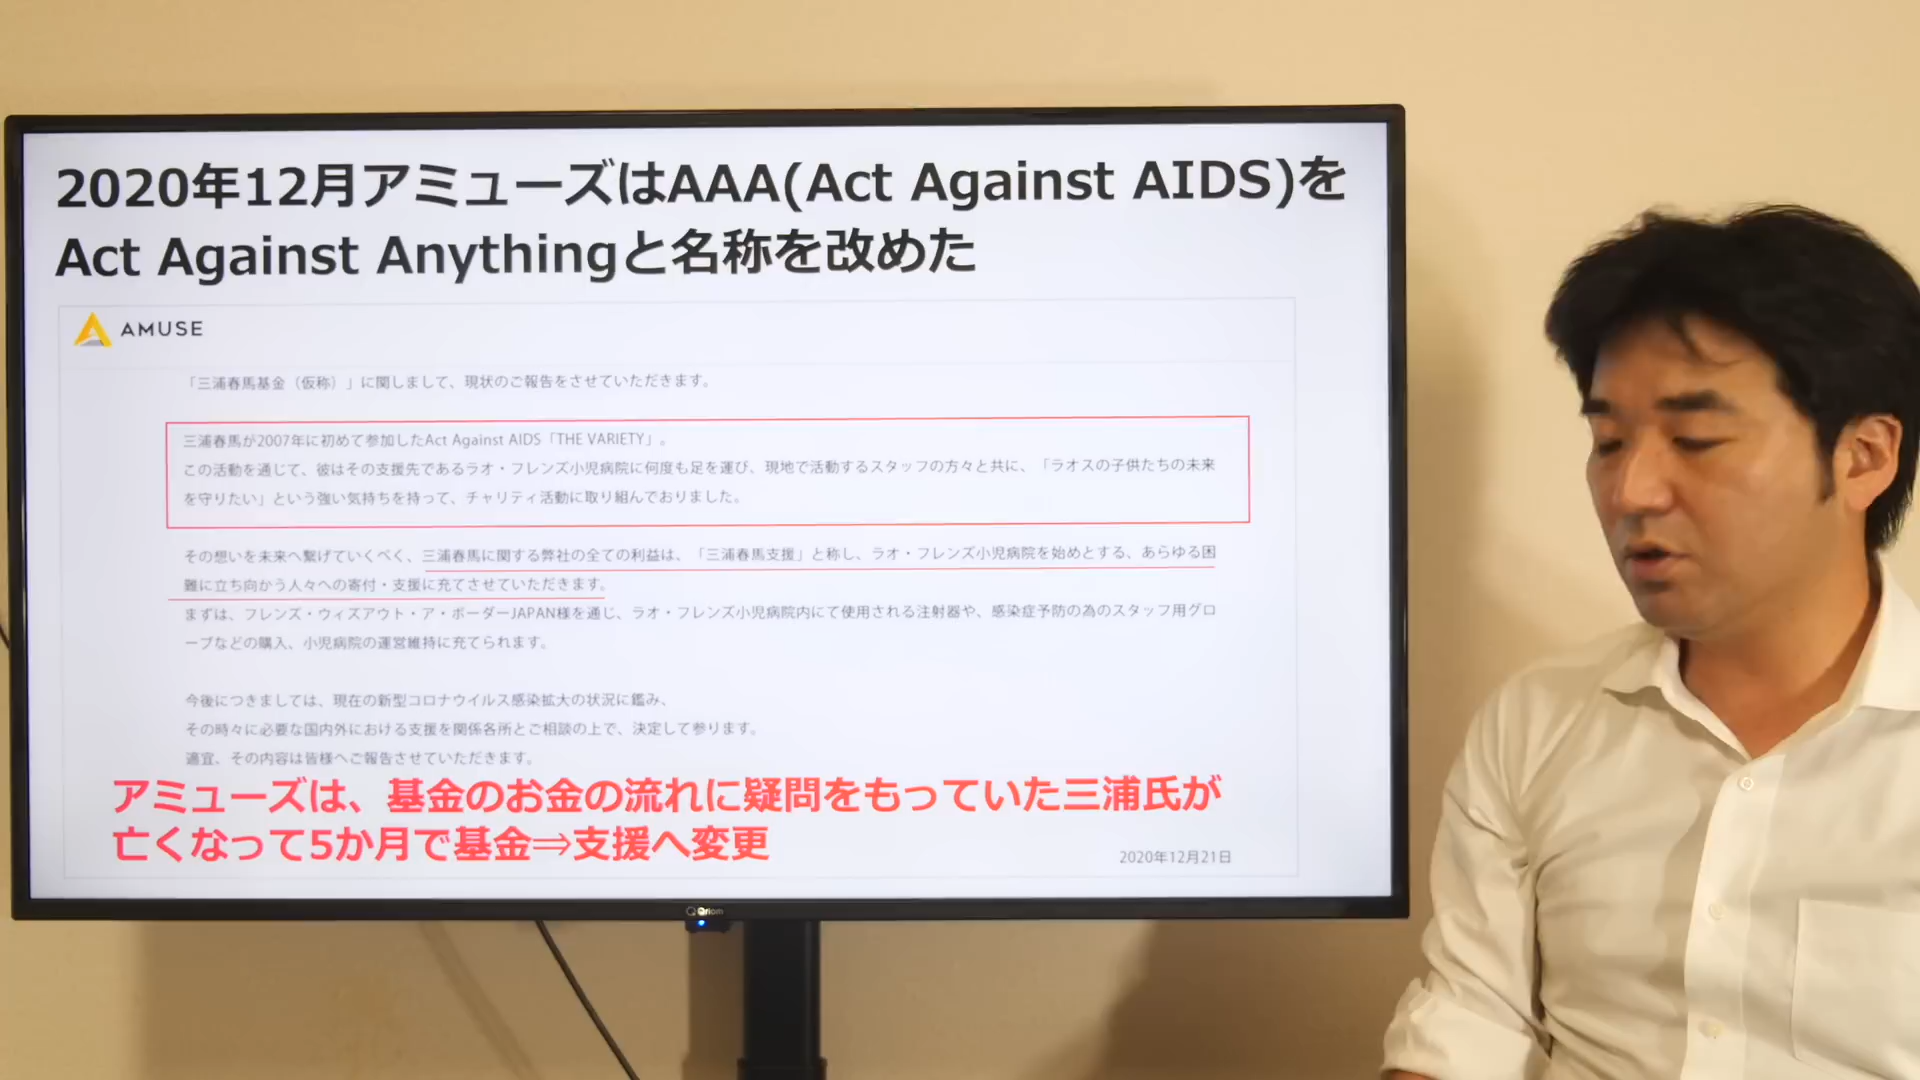 2020年12月アミューズはAAA(Act Against AIDS)を
Act Against Anythingと名称を改めた
AMUSE
「三浦春馬基金（仮称）」に関しまして、現状のご報告をさせていただきます。
三浦春馬が2007年に初めて参加したAct Against AIDS「THE VARIETY」。
この活動を通じて、彼はその支援先であるラオ・フレンズ小児病院に何度も足を運び、現地で活動するスタッフの方々と共に、「ラオスの子供たちの未来
を守りたい」という強い気持ちを持って、チャリティ活動に取り組んでおりました。
その想いを未来へ繋げていくべく、三浦春馬に関する弊社の全ての利益は、「三浦春馬支援」と称し、ラオ・フレンズ小児病院を始めとする、あらゆる困
難に立ち向かう人々への寄付・支援に充てさせていただきます。
まずは、フレンズ・ウィズアウト・ア・ボーダーJAPAN様を通じ、ラオ・フレンズ小児病院内にて使用される注射器や、感染症予防の為のスタッフ用グロ
ーブなどの購入、小児病院の運営維持に充てられます。
今後につきましては、現在の新型コロナウイルス感染拡大の状況に鑑み、
その時々に必要な国内外における支援を関係各所とご相談の上で、決定して参ります。
適宜、その内容は皆様へご報告させていただきます。
アミューズは、基金のお金の流れに疑問をもっていた三浦氏が
亡くなって5か月で基金⇒支援へ変更
2020年12月21日
Qriom